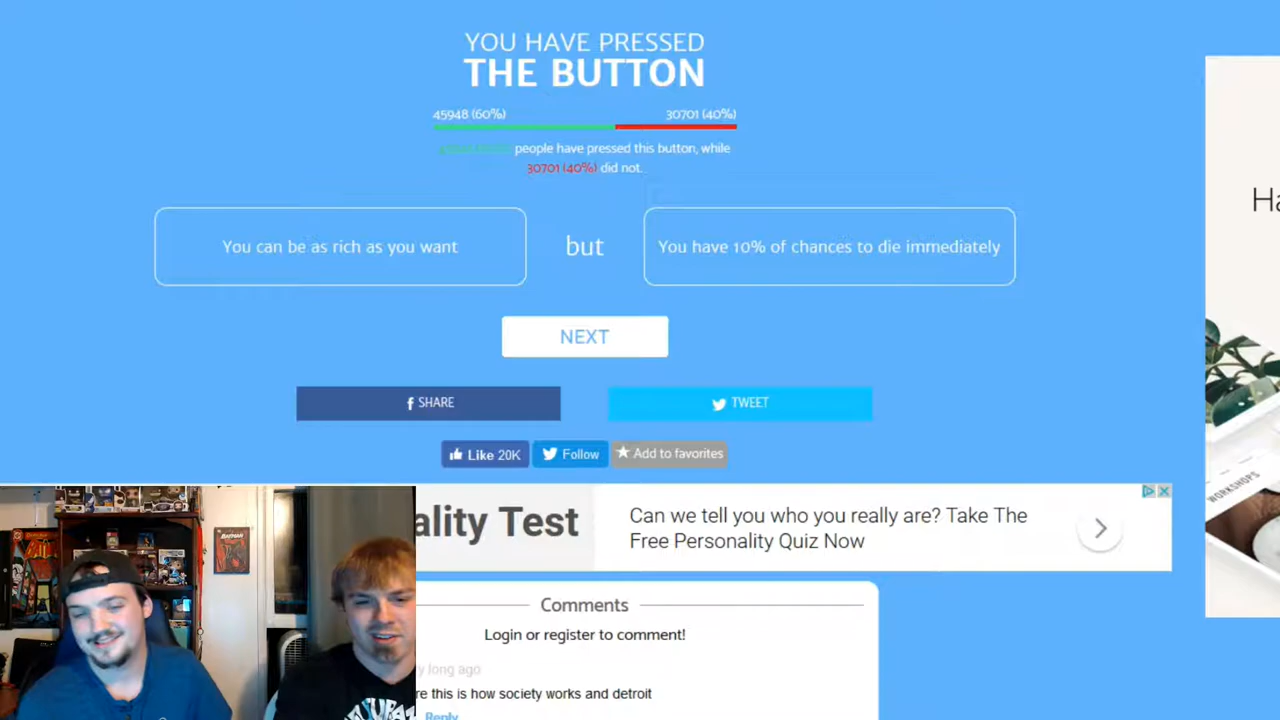 YOU HAVE PRESSED
THE BUTTON
45948 (60%) 30701 (40%)
people have pressed this button, while
30701 (40%) did not.
You can be as rich as you want but You have 10% of chances to die immediately
Ha
NEXT
f SHARE TWEET
Like 20K Follow Add to favorites
WORKSHOPS
ality Test
Can we tell you who you really are? Take The
Free Personality Quiz Now
BATMAN
Comments
Login or register to comment!
y long ago
re this is how society works and detroit
Reply